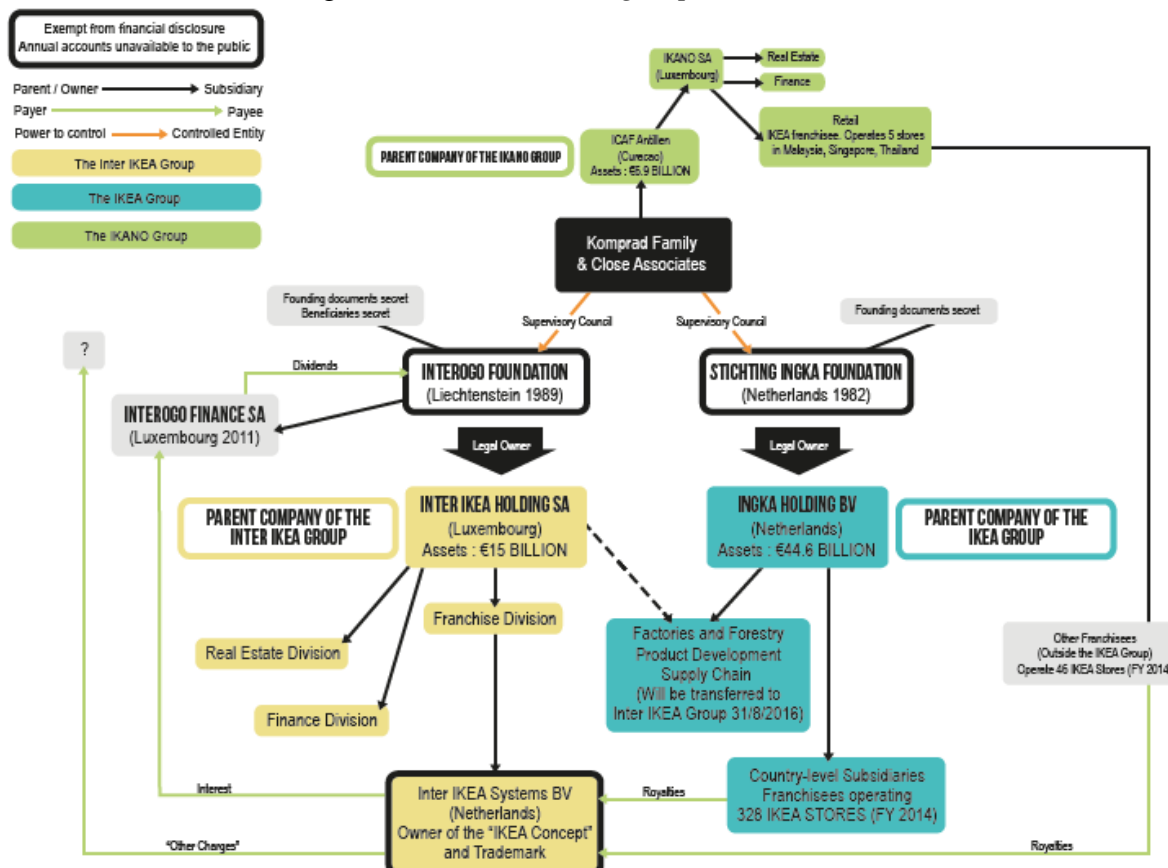 Exempt from financial disclosure
Annual accounts unavailable to the public
Parent / Owner
Subsidiary
Payer
Payee
Power to control
Controlled Entity
The Inter IKEA Group
The IKEA Group
The IKANO Group
IKANO SA
(Luxembourg)
Real Estate
Finance
Retail
IKEA franchisee. Operates 5 stores
in Malaysia, Singapore, Thailand
PARENT COMPANY OF THE IKANO GROUP
ICAF Antillen
(Curacao)
Assets : €5.9 BILLION
Komprad Family
& Close Associates
Founding documents secret
Beneficiaries secret
Supervisory Council
Supervisory Council
Founding documents secret
?
Dividends
INTEROGO FOUNDATION
(Liechtenstein 1989)
STICHTING INGKA FOUNDATION
(Netherlands 1982)
INTEROGO FINANCE SA
(Luxembourg 2011)
Legal Owner
Legal Owner
PARENT COMPANY OF THE
INTER IKEA GROUP
INTER IKEA HOLDING SA
(Luxembourg)
Assets : €15 BILLION
INGKA HOLDING BV
(Netherlands)
Assets : €44.6 BILLION
PARENT COMPANY OF THE
IKEA GROUP
Franchise Division
Real Estate Division
Finance Division
Factories and Forestry
Product Development
Supply Chain
(Will be transferred to
Inter IKEA Group 31/8/2016)
Other Franchisees
(Outside the IKEA Group)
Operate 46 IKEA Stores (FY 2014
Interest
Inter IKEA Systems BV
(Netherlands)
Owner of the "IKEA Concept"
and Trademark
Royalties
Country-level Subsidiaries
Franchisees operating
328 IKEA STORES (FY 2014)
"Other Charges"
Royalties